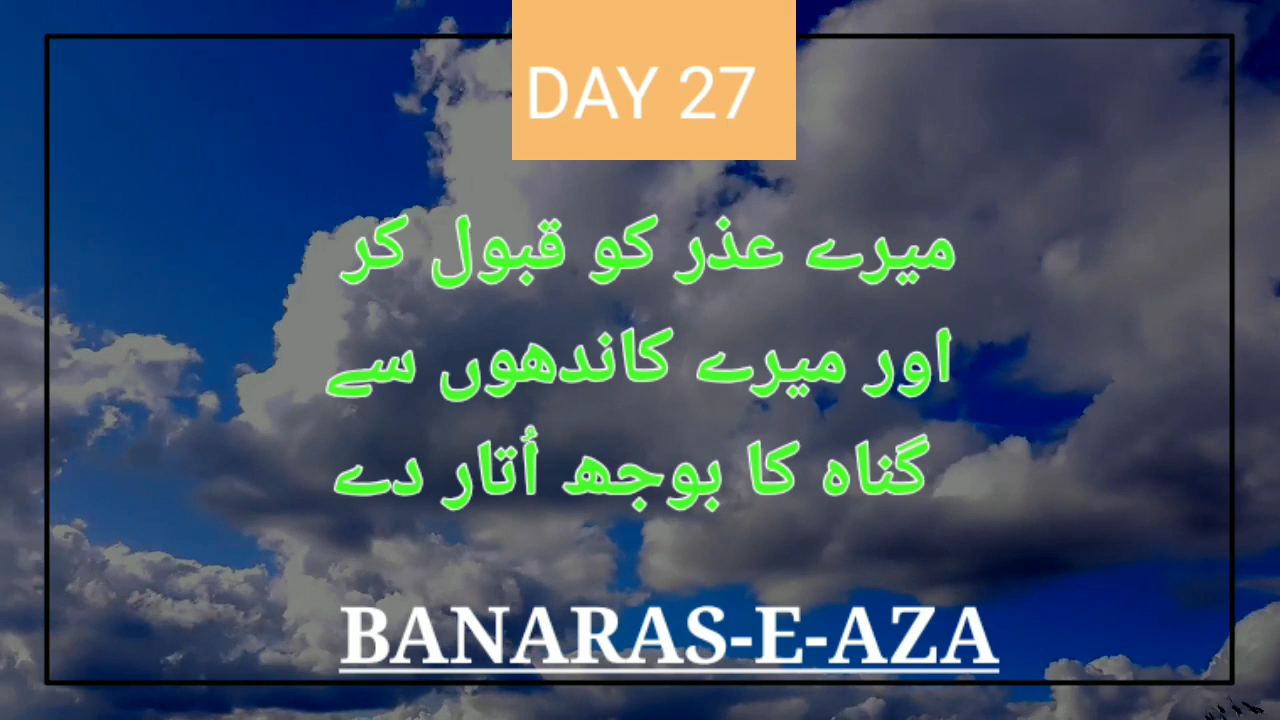 DAY 27
میرے عذر کو قبول کر
اور میرے کاندھوں سے
گناہ کا بوجھ اُتار دے
BANARAS-E-AZA